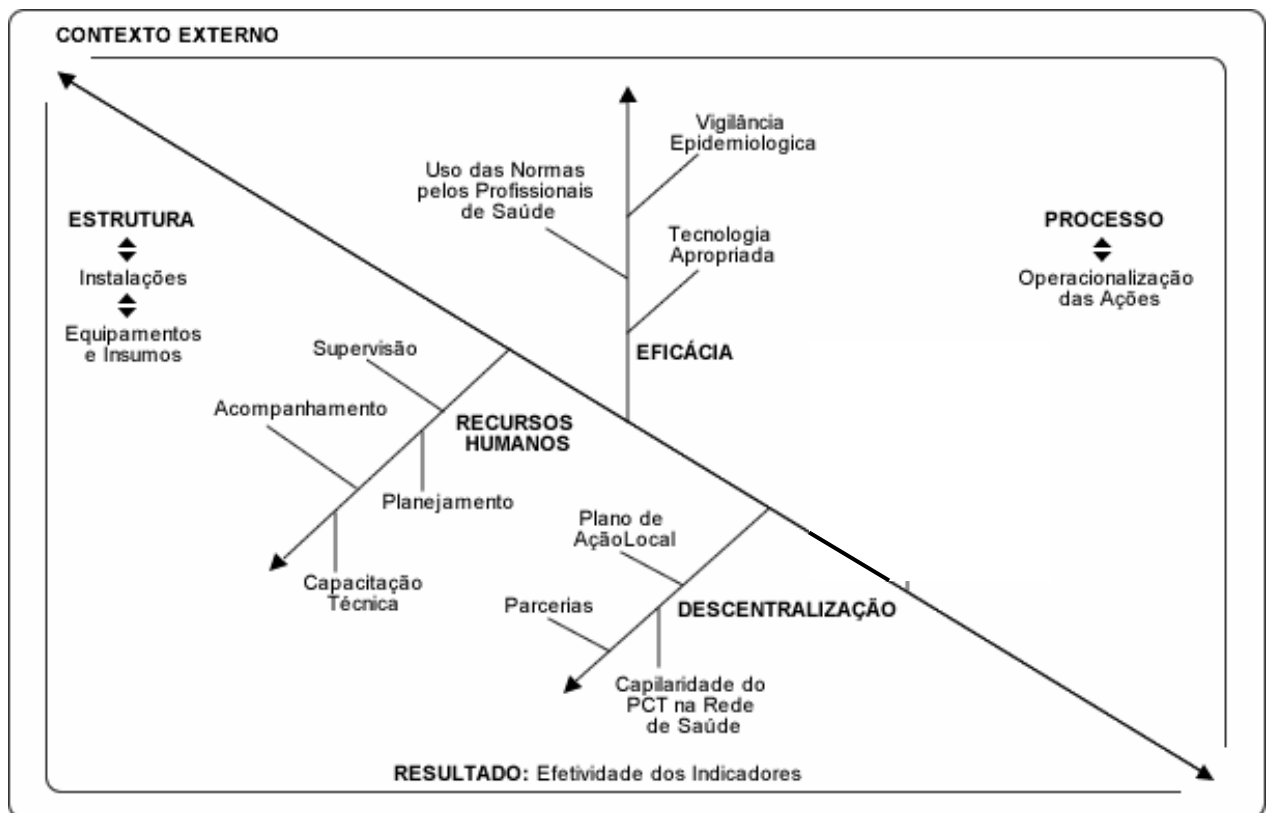 CONTEXTO EXTERNO
Vigilância
Epidemiologica
Uso das Normas
pelos Profissionais
de Saúde
ESTRUTURA
Instalações
Equipamentos
e Insumos
Tecnologia
Apropriada
PROCESSO
Operacionalização
das Ações
EFICÁCIA
Supervisão
Acompanhamento
RECURSOS
HUMANOS
Planejamento
Capacitação
Técnica
Plano de
AçãoLocal
Parcerias
DESCENTRALIZAÇÃO
Capilaridade do
PCT na Rede
de Saúde
RESULTADO: Efetividade dos Indicadores